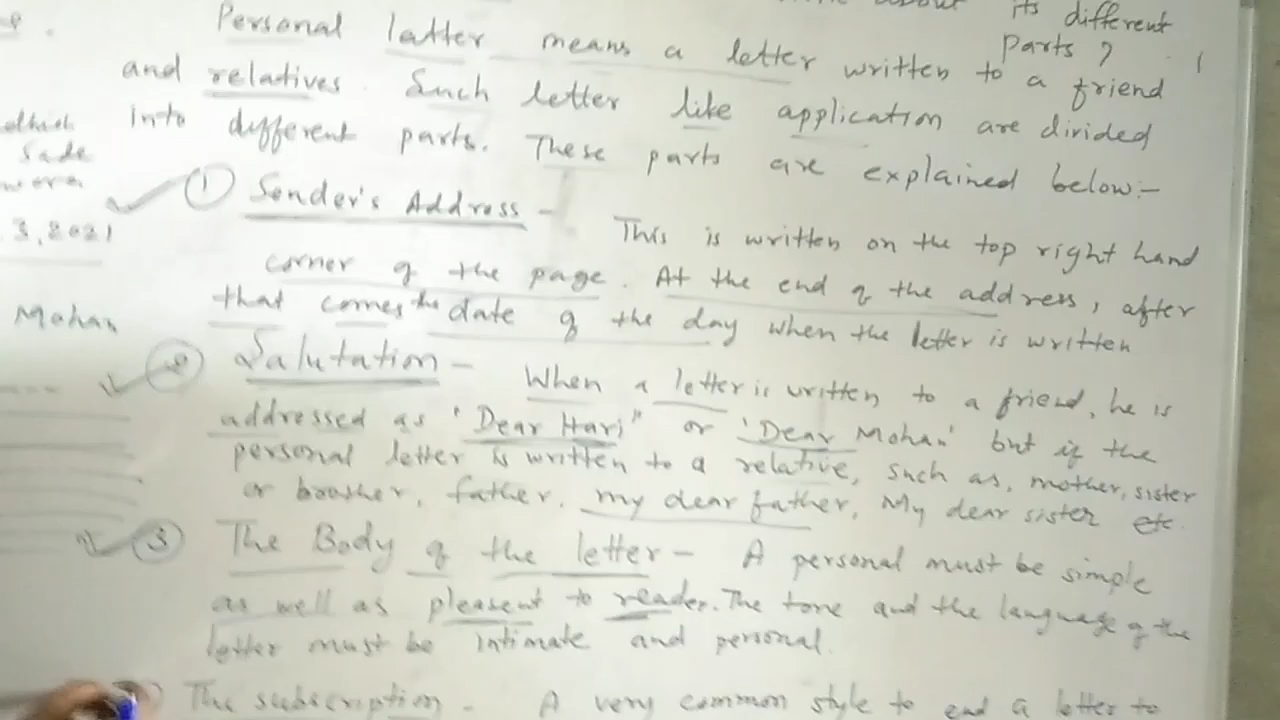 about its different
Parts ?
Personal latter means a letter written to a friend
and relatives. Such letter like application are divided
into different parts. These parts are explained below:-
① Sender's Address -
This is written on the top right hand
corner of the page. At the end of the address, after
that comes the date of the day when the letter is written
② Salutation - When a letter is written to a friend, he is
addressed as "Dear Hari" or 'Dear Mohan' but if the
personal letter is written to a relative, such as, mother, sister
or brother, father, my dear father, My dear sister etc.
③ The Body of the letter - A personal must be simple
as well as pleasent to reader. The tone and the language of the
letter must be intimate and personal.
The subscription - A very common style to end a letter to
3, 2021
Mohan